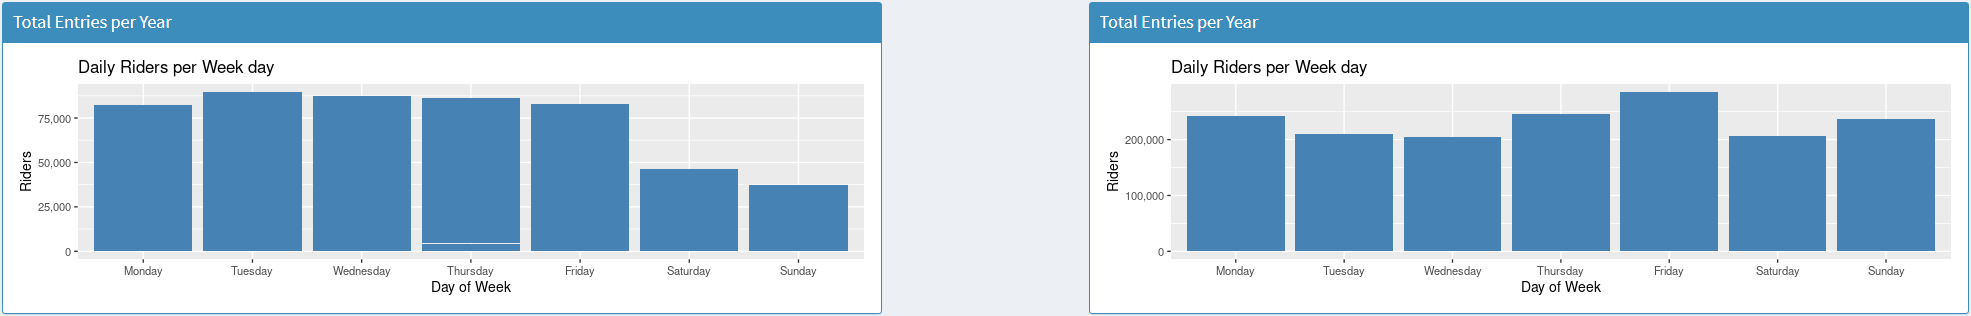 Total Entries per Year
Daily Riders per Week day
Riders
75,000
50,000
25,000
0
Monday Tuesday Wednesday Thursday Friday Saturday Sunday
Day of Week
Total Entries per Year
Daily Riders per Week day
Riders
200,000
100,000
0
Monday Tuesday Wednesday Thursday Friday Saturday Sunday
Day of Week